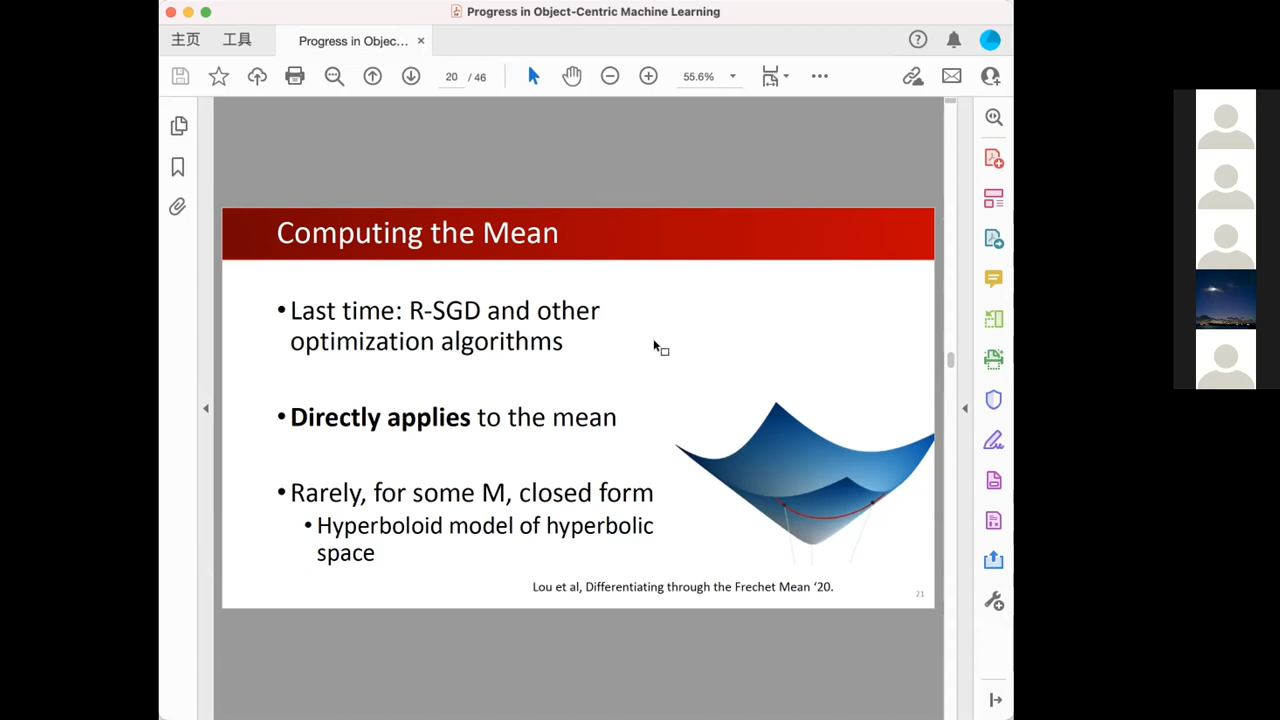 Progress in Object-Centric Machine Learning
主页
工具
Progress in Objec... ×
20 / 46
55.6%
Computing the Mean
•Last time: R-SGD and other
optimization algorithms
•Directly applies to the mean
•Rarely, for some M, closed form
•Hyperboloid model of hyperbolic
space
Lou et al, Differentiating through the Frechet Mean ‘20.
21